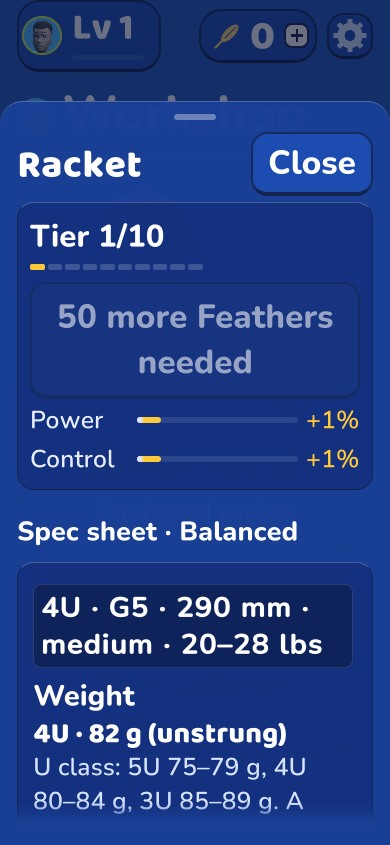 Lv 1
0
Workshop
Racket
Close
Tier 1/10
50 more Feathers
needed
Power
+1%
Control
+1%
Spec sheet · Balanced
4U · G5 · 290 mm ·
medium · 20–28 lbs
Weight
4U · 82 g (unstrung)
U class: 5U 75–79 g, 4U
80–84 g, 3U 85–89 g. A